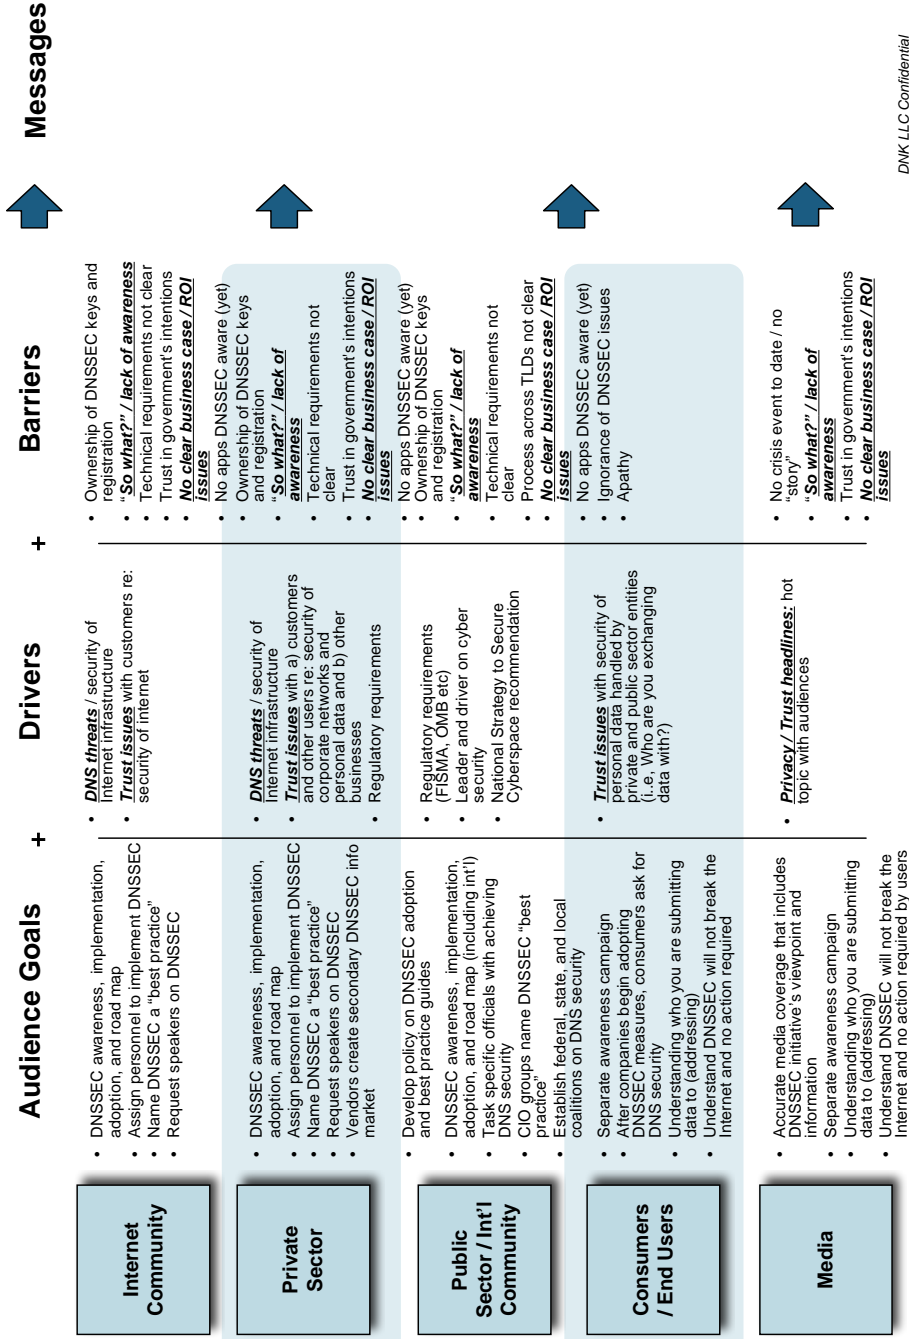 Audience Goals + Drivers + Barriers Messages
Internet
Community
• DNSSEC awareness, implementation,
adoption, and road map
• Assign personnel to implement DNSSEC
• Name DNSSEC a “best practice”
• Request speakers on DNSSEC
• DNS threats / security of
Internet infrastructure
• Trust issues with customers re:
security of internet
• Ownership of DNSSEC keys and
registration
• “So what?” / lack of awareness
• Technical requirements not clear
• Trust in government’s intentions
• No clear business case / ROI
issues
• No apps DNSSEC aware (yet)
Private
Sector
• DNSSEC awareness, implementation,
adoption, and road map
• Assign personnel to implement DNSSEC
• Name DNSSEC a “best practice”
• Request speakers on DNSSEC
• Vendors create secondary DNSSEC info
market
• DNS threats / security of
Internet infrastructure
• Trust issues with a) customers
and other users re: security of
corporate networks and
personal data and b) other
businesses
• Regulatory requirements
• Ownership of DNSSEC keys
and registration
• “So what?” / lack of
awareness
• Technical requirements not
clear
• Trust in government’s intentions
• No clear business case / ROI
issues
• No apps DNSSEC aware (yet)
Public
Sector / Int’l
Community
• Develop policy on DNSSEC adoption
and best practice guides
• DNSSEC awareness, implementation,
adoption, and road map (including int’l)
• Task specific officials with achieving
DNS security
• CIO groups name DNSSEC “best
practice”
• Establish federal, state, and local
coalitions on DNS security
• Regulatory requirements
(FISMA, OMB etc)
• Leader and driver on cyber
security
• National Strategy to Secure
Cyberspace recommendation
• Ownership of DNSSEC keys
and registration
• “So what?” / lack of
awareness
• Technical requirements not
clear
• Process across TLDs not clear
• No clear business case / ROI
issues
• No apps DNSSEC aware (yet)
Consumers
/ End Users
• Separate awareness campaign
• After companies begin adopting
DNSSEC measures, consumers ask for
DNS security
• Understanding who you are submitting
data to (addressing)
• Understand DNSSEC will not break the
Internet and no action required
• Trust issues with security of
personal data handled by
private and public sector entities
(i..e, Who are you exchanging
data with?)
• Ignorance of DNSSEC issues
• Apathy
Media
• Accurate media coverage that includes
DNSSEC initiative’s viewpoint and
information
• Separate awareness campaign
• Understanding who you are submitting
data to (addressing)
• Understand DNSSEC will not break the
Internet and no action required by users
• Privacy / Trust headlines: hot
topic with audiences
• No crisis event to date / no
“story”
• “So what?” / lack of
awareness
• Trust in government’s intentions
• No clear business case / ROI
issues
DNK LLC Confidential